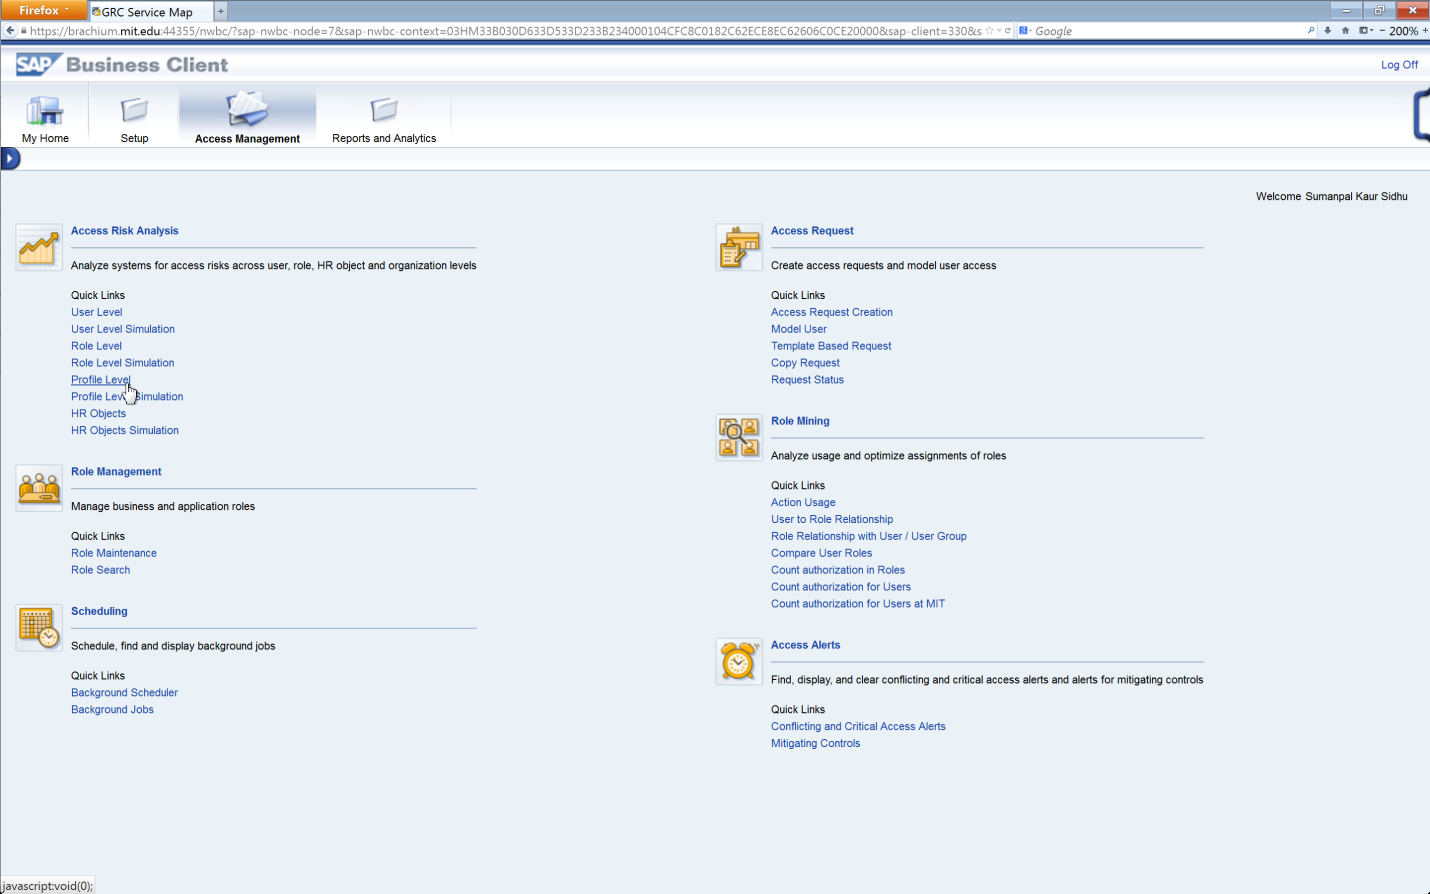 Firefox
GRC Service Map
https://brachium.mit.edu:44355/nwbc/?sap-nwbc-node=7&sap-nwbc-context=03HM33B030D633D533D233B234000104CFC8C0182C62ECE8EC62606C0CE20000&sap-client=330&s
Google
200%
SAP Business Client
Log Off
My Home
Setup
Access Management
Reports and Analytics
Welcome Sumanpal Kaur Sidhu
Access Risk Analysis
Analyze systems for access risks across user, role, HR object and organization levels
Quick Links
User Level
User Level Simulation
Role Level
Role Level Simulation
Profile Level
Profile Level Simulation
HR Objects
HR Objects Simulation
Role Management
Manage business and application roles
Quick Links
Role Maintenance
Role Search
Scheduling
Schedule, find and display background jobs
Quick Links
Background Scheduler
Background Jobs
Access Request
Create access requests and model user access
Quick Links
Access Request Creation
Model User
Template Based Request
Copy Request
Request Status
Role Mining
Analyze usage and optimize assignments of roles
Quick Links
Action Usage
User to Role Relationship
Role Relationship with User / User Group
Compare User Roles
Count authorization in Roles
Count authorization for Users
Count authorization for Users at MIT
Access Alerts
Find, display, and clear conflicting and critical access alerts and alerts for mitigating controls
Quick Links
Conflicting and Critical Access Alerts
Mitigating Controls
javascript:void(0);